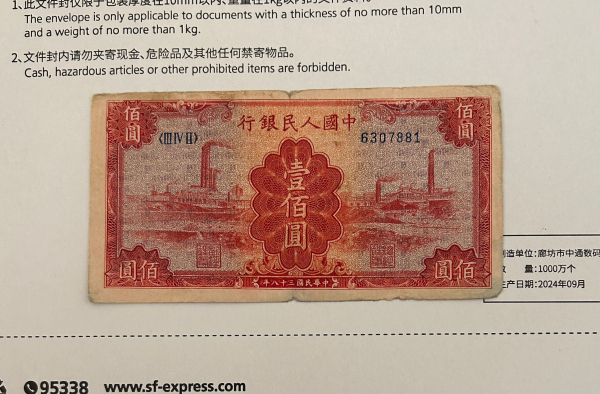 1、此文件封仅限于包装厚度在10mm以内、重量在1kg以内的文件资料。
The envelope is only applicable to documents with a thickness of no more than 10mm
and a weight of no more than 1kg.
2、文件封内请勿夹寄现金、危险品及其他任何禁寄物品。
Cash, hazardous articles or other prohibited items are forbidden.
佰圓
行銀民人國中
佰圓
〈III IV II〉
6307881
壹佰圓
圓佰
圓佰
年八十三國民華中
制造单位：廊坊市中通数码
量：1000万个
生产日期：2024年09月
95338 www.sf-express.com